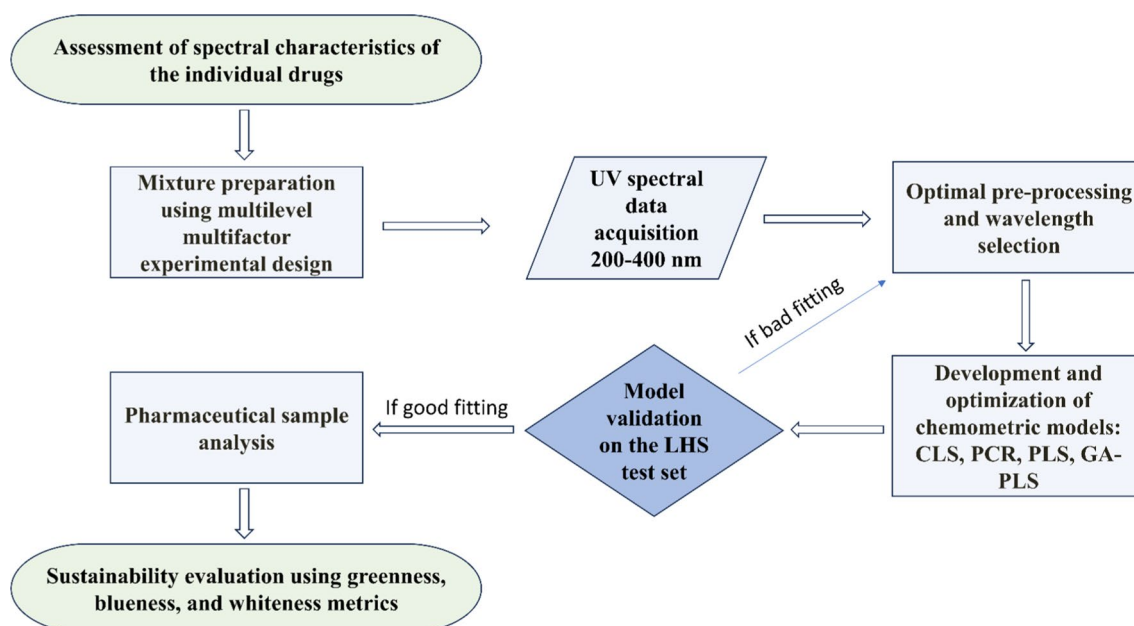 Assessment of spectral characteristics of
the individual drugs
Mixture preparation
using multilevel
multifactor
experimental design
UV spectral
data
acquisition
200-400 nm
Optimal pre-processing
and wavelength
selection
If bad fitting
Development and
optimization of
chemometric models:
CLS, PCR, PLS, GA-
PLS
Model
validation
on the LHS
test set
If good fitting
Pharmaceutical sample
analysis
Sustainability evaluation using greenness,
blueness, and whiteness metrics